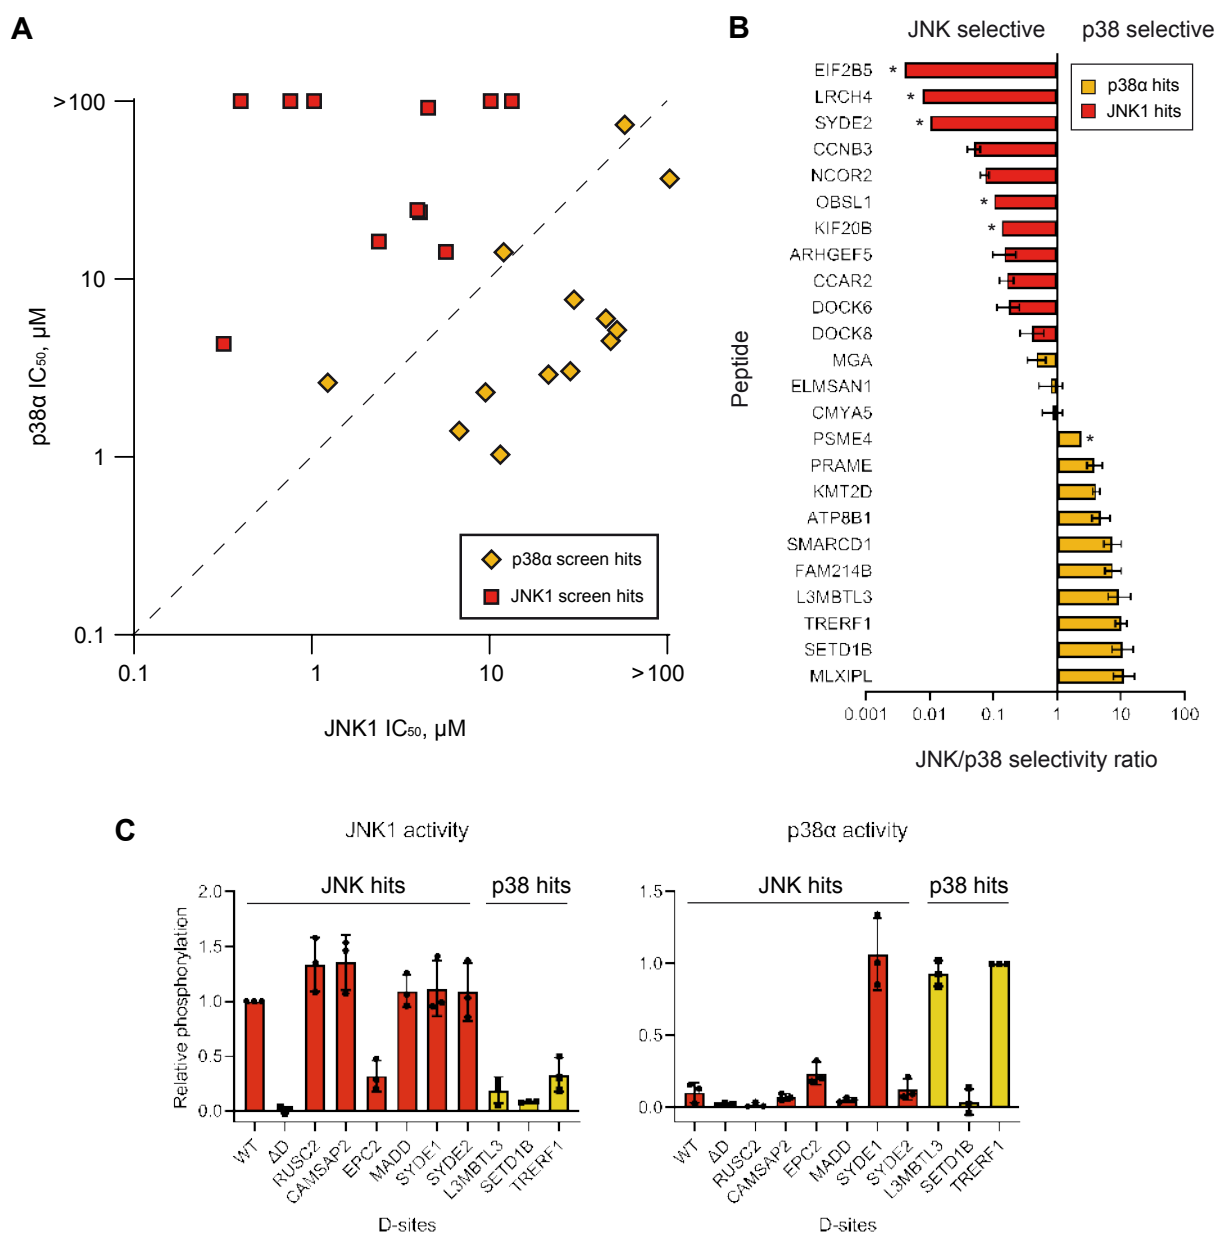 A
>100
10
1
0.1
p38α IC50, µM
0.1
1
10
>100
JNK1 IC50, µM
p38α screen hits
JNK1 screen hits
B
JNK selective
p38 selective
p38α hits
JNK1 hits
Peptide
EIF2B5 *
LRCH4 *
SYDE2 *
CCNB3
NCOR2
OBSL1 *
KIF20B *
ARHGEF5
CCAR2
DOCK6
DOCK8
MGA
ELMSAN1
CMYA5
PSME4 *
PRAME
KMT2D
ATP8B1
SMARCD1
FAM214B
L3MBTL3
TRERF1
SETD1B
MLXIPL
0.001
0.01
0.1
1
10
100
JNK/p38 selectivity ratio
C
JNK1 activity
JNK hits
p38 hits
Relative phosphorylation
2.0
1.5
1.0
0.5
0.0
WT
ΔD
RUSC2
CAMSAP2
EPC2
MADD
SYDE1
SYDE2
L3MBTL3
SETD1B
TRERF1
D-sites
p38α activity
JNK hits
p38 hits
1.5
1.0
0.5
0.0
WT
ΔD
RUSC2
CAMSAP2
EPC2
MADD
SYDE1
SYDE2
L3MBTL3
SETD1B
TRERF1
D-sites